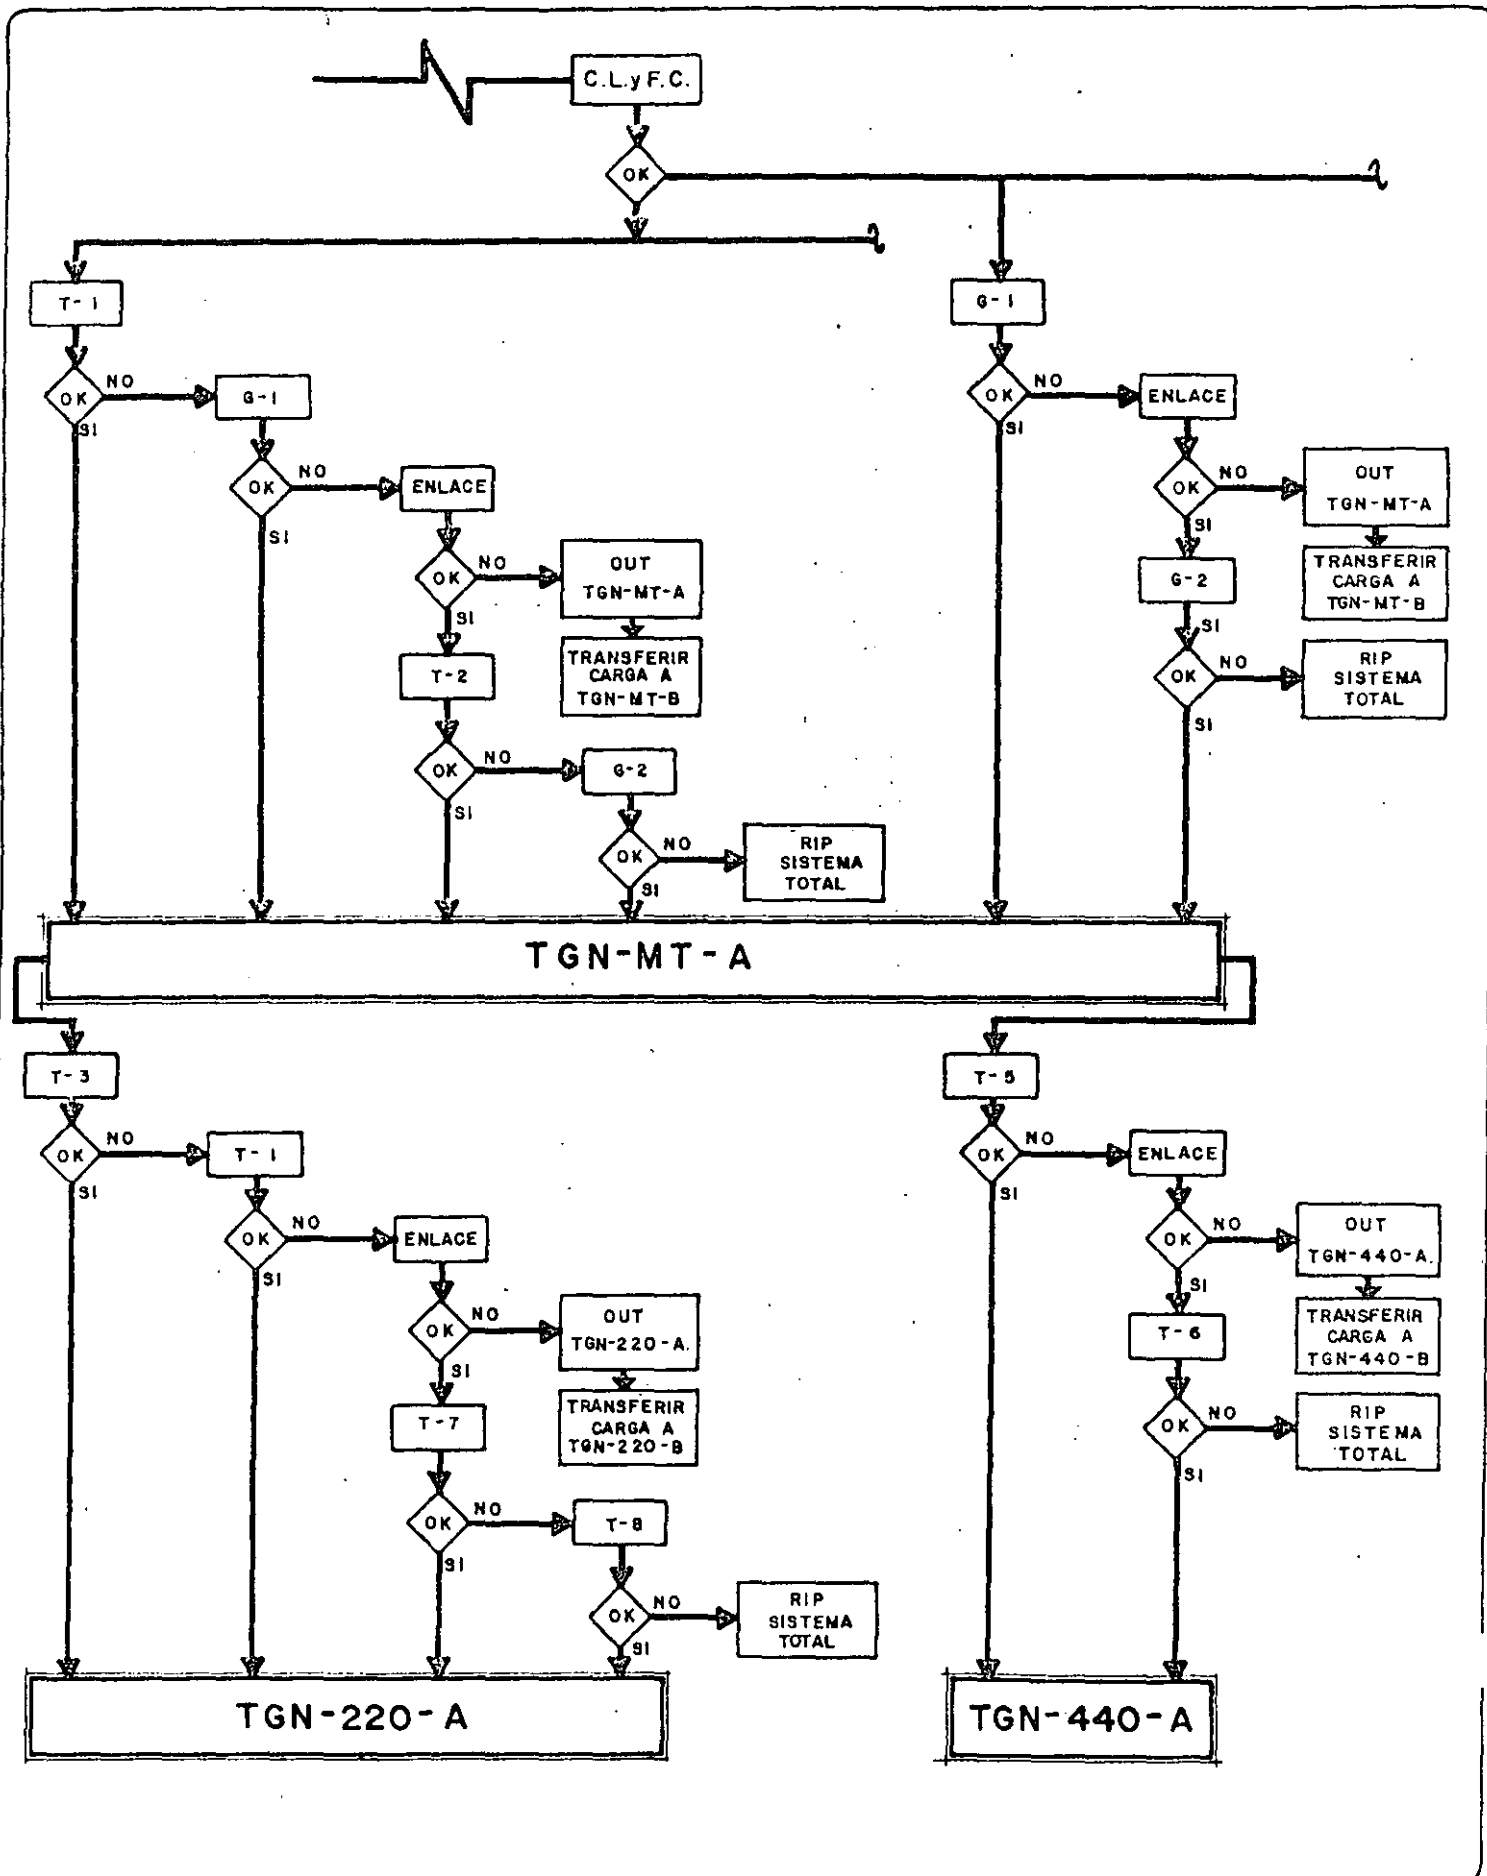 C.L.y F.C.
OK
T-1
OK
NO
SI
G-1
OK
NO
SI
ENLACE
OK
NO
SI
OUT
TGN-MT-A
TRANSFERIR
CARGA A
TGN-MT-B
T-2
OK
NO
SI
G-2
OK
NO
SI
RIP
SISTEMA
TOTAL
G-1
OK
NO
SI
ENLACE
OK
NO
SI
OUT
TGN-MT-A
TRANSFERIR
CARGA A
TGN-MT-B
G-2
SI
OK
NO
SI
RIP
SISTEMA
TOTAL
TGN-MT-A
T-3
OK
NO
SI
T-1
OK
NO
SI
ENLACE
OK
NO
SI
OUT
TGN-220-A.
TRANSFERIR
CARGA A
TGN-220-B
T-7
OK
NO
SI
T-8
OK
NO
SI
RIP
SISTEMA
TOTAL
T-5
OK
NO
SI
ENLACE
OK
NO
SI
OUT
TGN-440-A.
TRANSFERIR
CARGA A
TGN-440-B
T-6
OK
NO
SI
RIP
SISTEMA
TOTAL
TGN-220-A
TGN-440-A